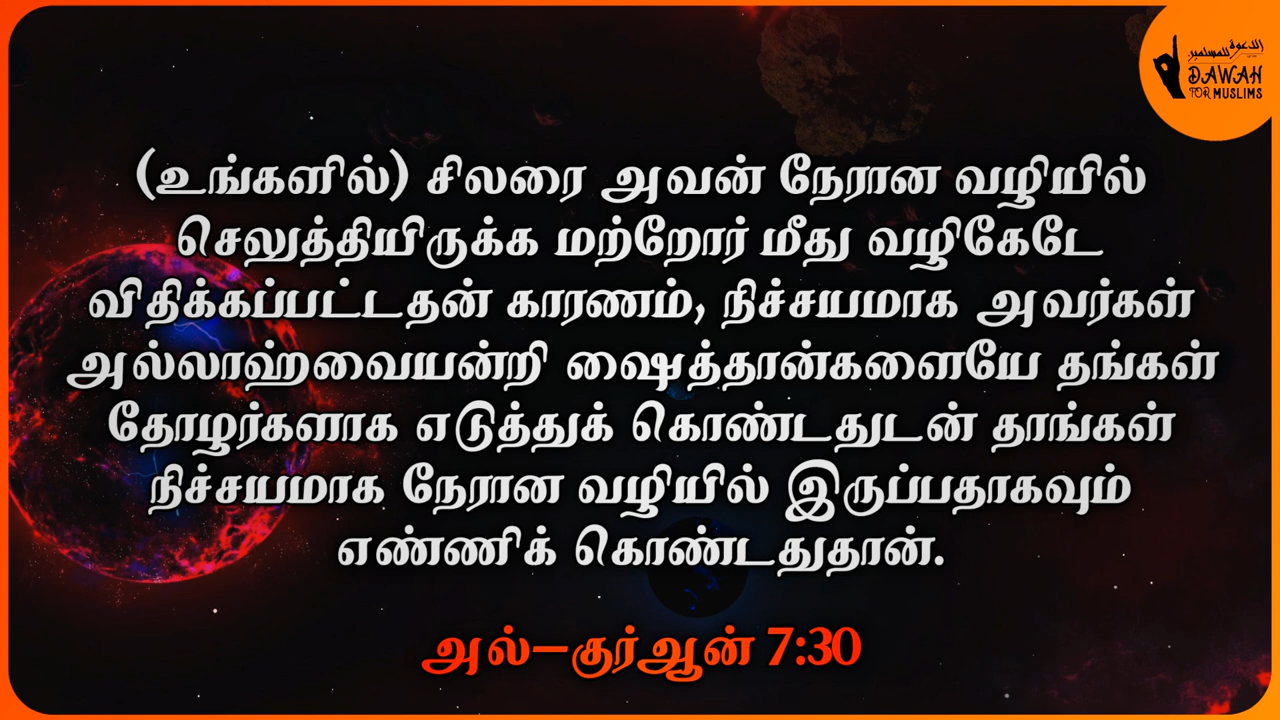 الدعوة للمسلمين
DAWAH
FOR MUSLIMS
(உங்களில்) சிலரை அவன் நேரான வழியில்
செலுத்தியிருக்க மற்றோர் மீது வழிகேடே
விதிக்கப்பட்டதன் காரணம், நிச்சயமாக அவர்கள்
அல்லாஹ்வையன்றி ஷைத்தான்களையே தங்கள்
தோழர்களாக எடுத்துக் கொண்டதுடன் தாங்கள்
நிச்சயமாக நேரான வழியில் இருப்பதாகவும்
எண்ணிக் கொண்டதுதான்.
அல்-குர்ஆன் 7:30